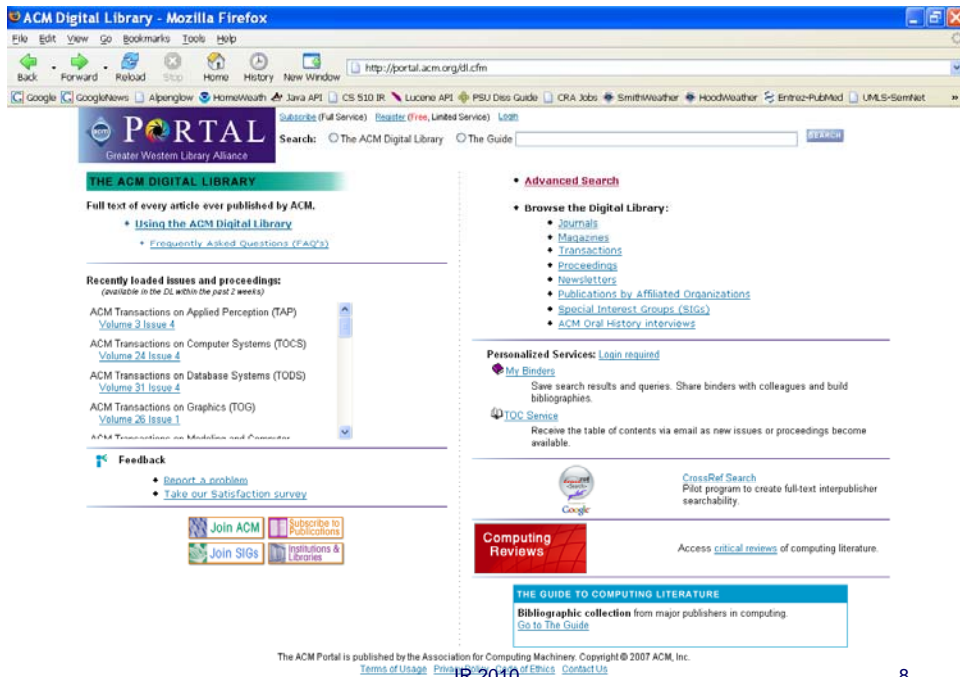 ACM Digital Library - Mozilla Firefox
File Edit View Go Bookmarks Tools Help
Back Forward Reload Stop Home History New Window http://portal.acm.org/dl.cfm
Google GoogleNews Alpenglow HomeWeath Java API CS 510 IR Lucene API PSU Diss Guide CRA Jobs SmithWeather HoodWeather Entrez-PubMed UMLS-SemNet »
Subscribe (Full Service) Register (Free, Limited Service) Login
acm PORTAL
Greater Western Library Alliance
Search: The ACM Digital Library The Guide SEARCH
THE ACM DIGITAL LIBRARY
Full text of every article ever published by ACM.
Using the ACM Digital Library
Frequently Asked Questions (FAQ's)
Recently loaded issues and proceedings:
(available in the DL within the past 2 weeks)
ACM Transactions on Applied Perception (TAP)
Volume 3 Issue 4
ACM Transactions on Computer Systems (TOCS)
Volume 24 Issue 4
ACM Transactions on Database Systems (TODS)
Volume 31 Issue 4
ACM Transactions on Graphics (TOG)
Volume 26 Issue 1
ACM Transactions on Modeling and Computer
Feedback
Report a problem
Take our Satisfaction survey
Join ACM Subscribe to Publications
Join SIGs Institutions & Libraries
Advanced Search
Browse the Digital Library:
Journals
Magazines
Transactions
Proceedings
Newsletters
Publications by Affiliated Organizations
Special Interest Groups (SIGs)
ACM Oral History interviews
Personalized Services: Login required
My Binders
Save search results and queries. Share binders with colleagues and build
bibliographies.
TOC Service
Receive the table of contents via email as new issues or proceedings become
available.
Google
CrossRef Search
Pilot program to create full-text interpublisher
searchability.
Computing
Reviews
Access critical reviews of computing literature.
THE GUIDE TO COMPUTING LITERATURE
Bibliographic collection from major publishers in computing.
Go to The Guide
The ACM Portal is published by the Association for Computing Machinery. Copyright © 2007 ACM, Inc.
Terms of Usage Privacy Policy Code of Ethics Contact Us
IR 2010
8